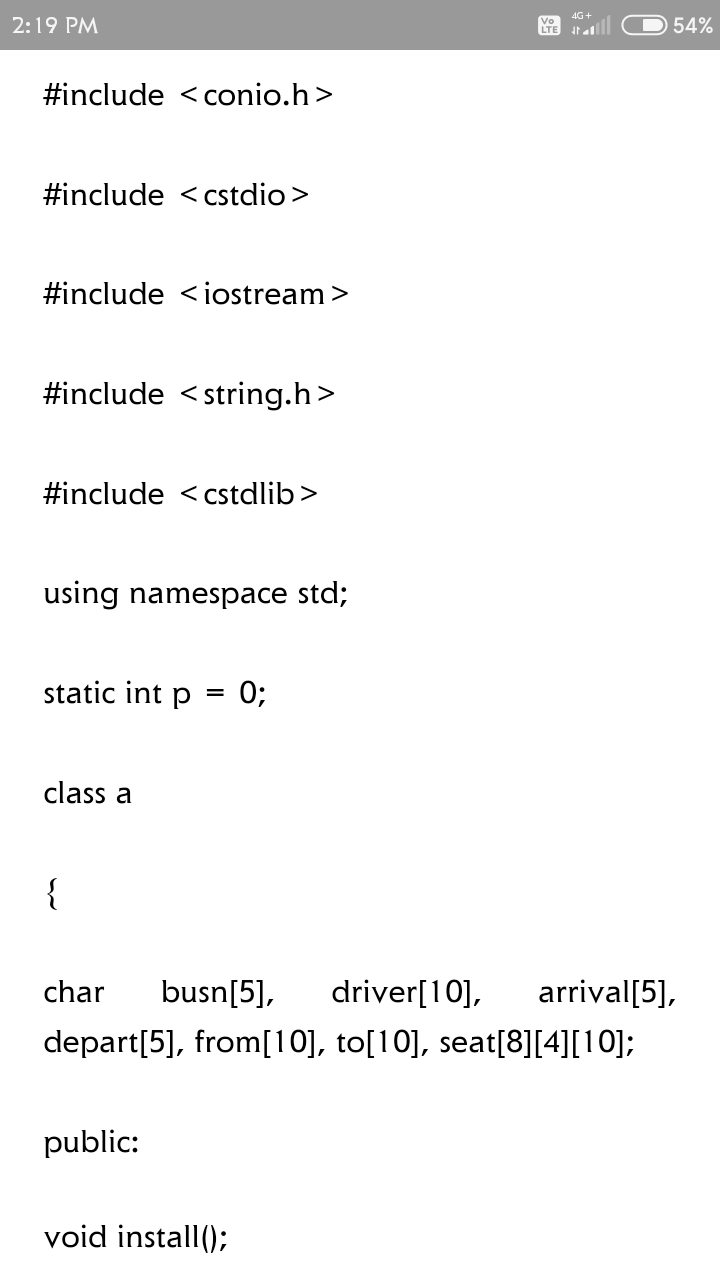 2:19 PM Vo LTE 4G+ 54%
#include <conio.h>
#include <cstdio>
#include <iostream>
#include <string.h>
#include <cstdlib>
using namespace std;
static int p = 0;
class a
{
char busn[5], driver[10], arrival[5],
depart[5], from[10], to[10], seat[8][4][10];
public:
void install();